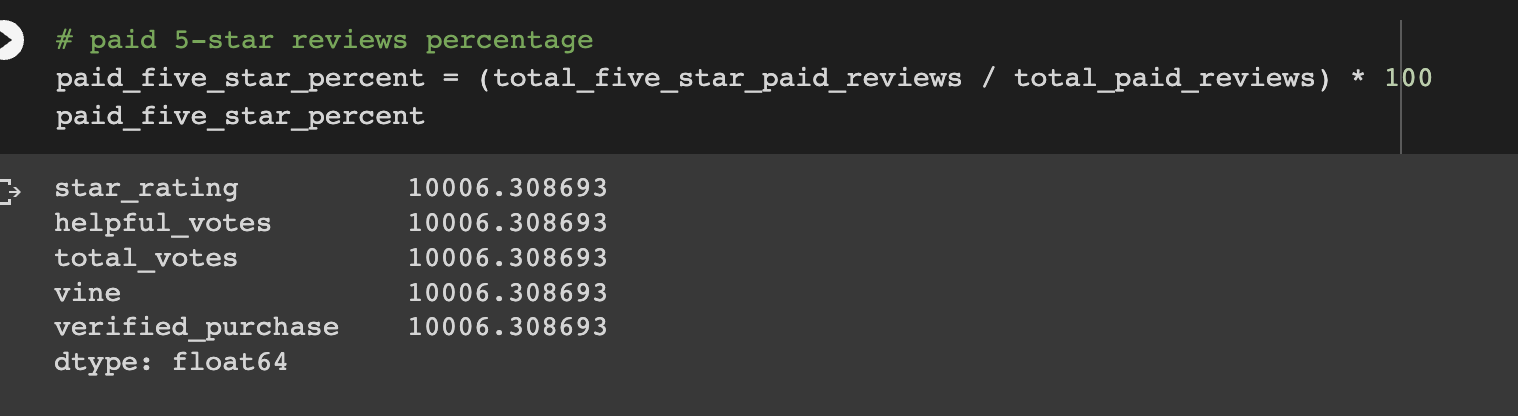 # paid 5-star reviews percentage
paid_five_star_percent = (total_five_star_paid_reviews / total_paid_reviews) * 100
paid_five_star_percent
star_rating 10006.308693
helpful_votes 10006.308693
total_votes 10006.308693
vine 10006.308693
verified_purchase 10006.308693
dtype: float64